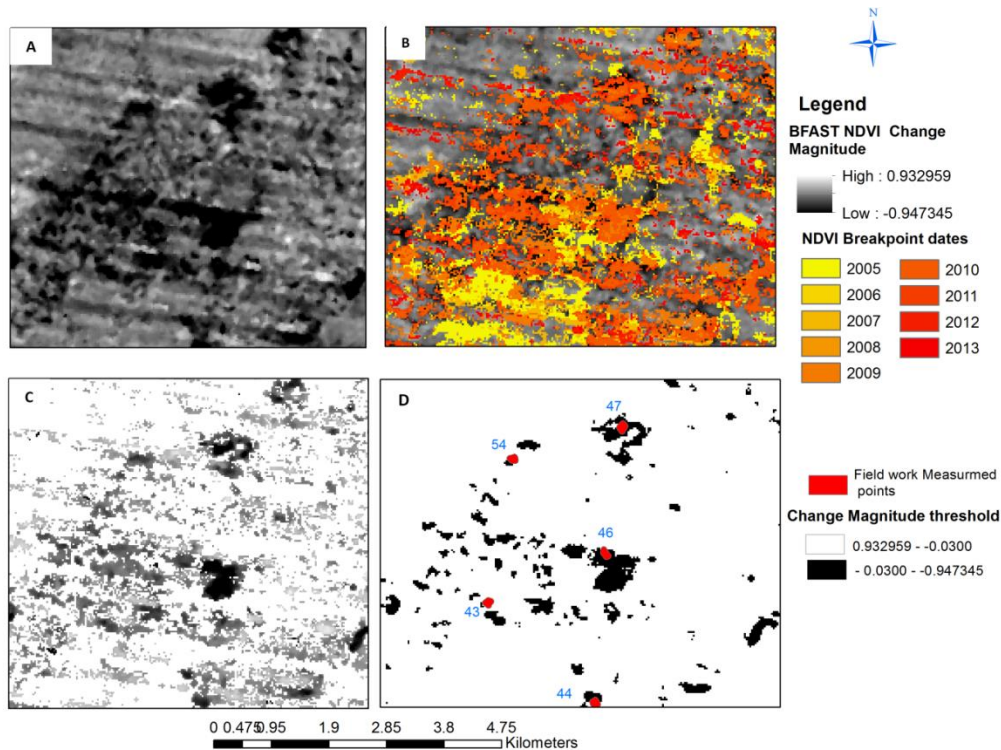 A
B
N
Legend
BFAST NDVI Change
Magnitude
High : 0.932959
Low : -0.947345
NDVI Breakpoint dates
2005
2010
2006
2011
2007
2012
2008
2013
2009
C
D
47
54
46
43
44
Field work Measurmed
points
Change Magnitude threshold
0.932959 - -0.0300
- 0.0300 - -0.947345
0 0.475 0.95 1.9 2.85 3.8 4.75
Kilometers